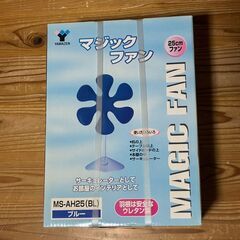 YAMAZEN
マジック
ファン
25cm
ファン
MAGIC FAN
サーキュレーターとして
お部屋のインテリアとして
MS-AH25(BL)
ブルー
羽根は安全な
ウレタン製